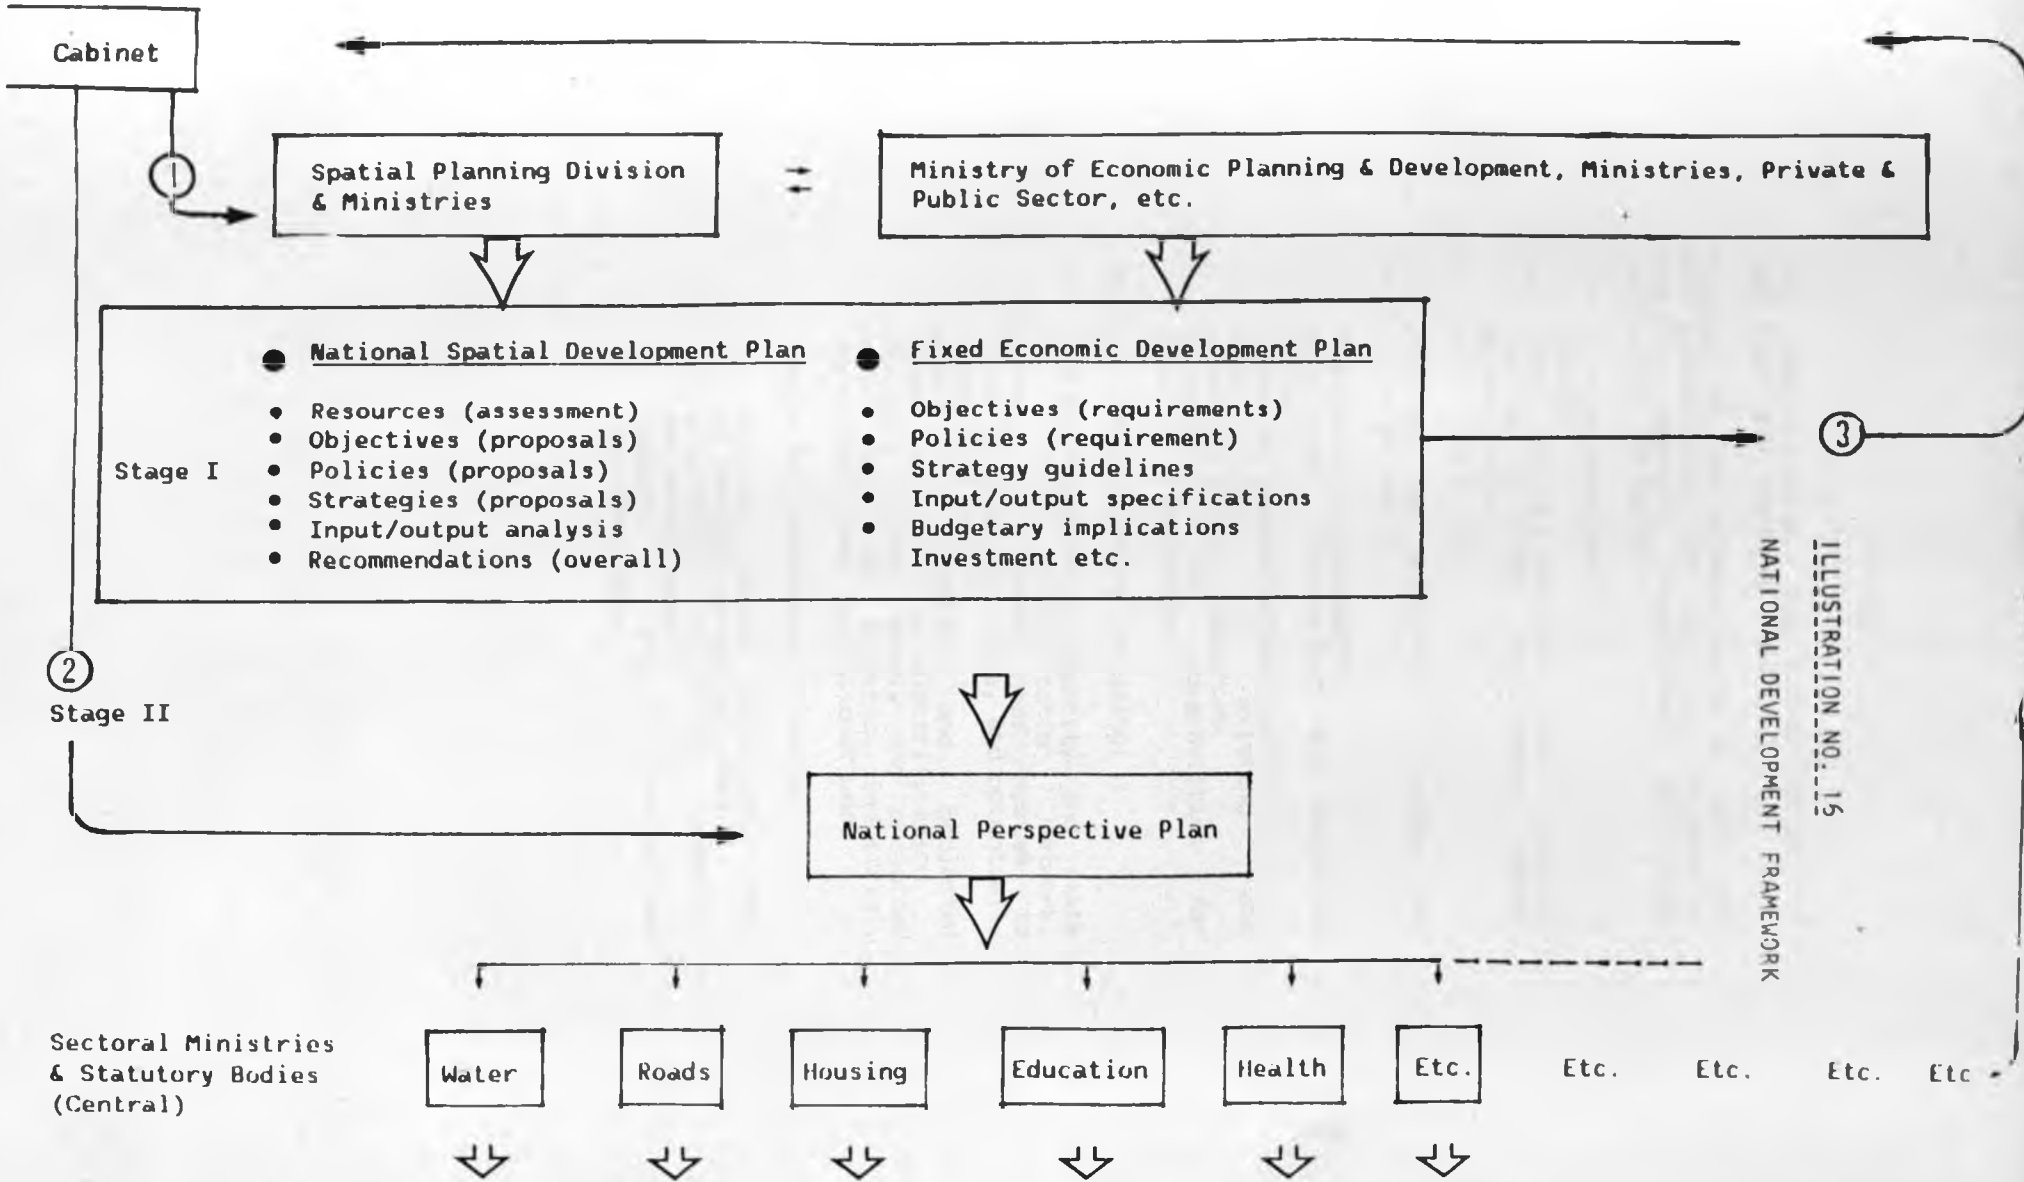 Cabinet
1
Spatial Planning Division
& Ministries
Ministry of Economic Planning & Development, Ministries, Private &
Public Sector, etc.
Stage I
National Spatial Development Plan
Resources (assessment)
Objectives (proposals)
Policies (proposals)
Strategies (proposals)
Input/output analysis
Recommendations (overall)
Fixed Economic Development Plan
Objectives (requirements)
Policies (requirement)
Strategy guidelines
Input/output specifications
Budgetary implications
Investment etc.
3
ILLUSTRATION NO. 15
NATIONAL DEVELOPMENT FRAMEWORK
2
Stage II
National Perspective Plan
Sectoral Ministries
& Statutory Bodies
(Central)
Water
Roads
Housing
Education
Health
Etc.
Etc.
Etc.
Etc.
Etc